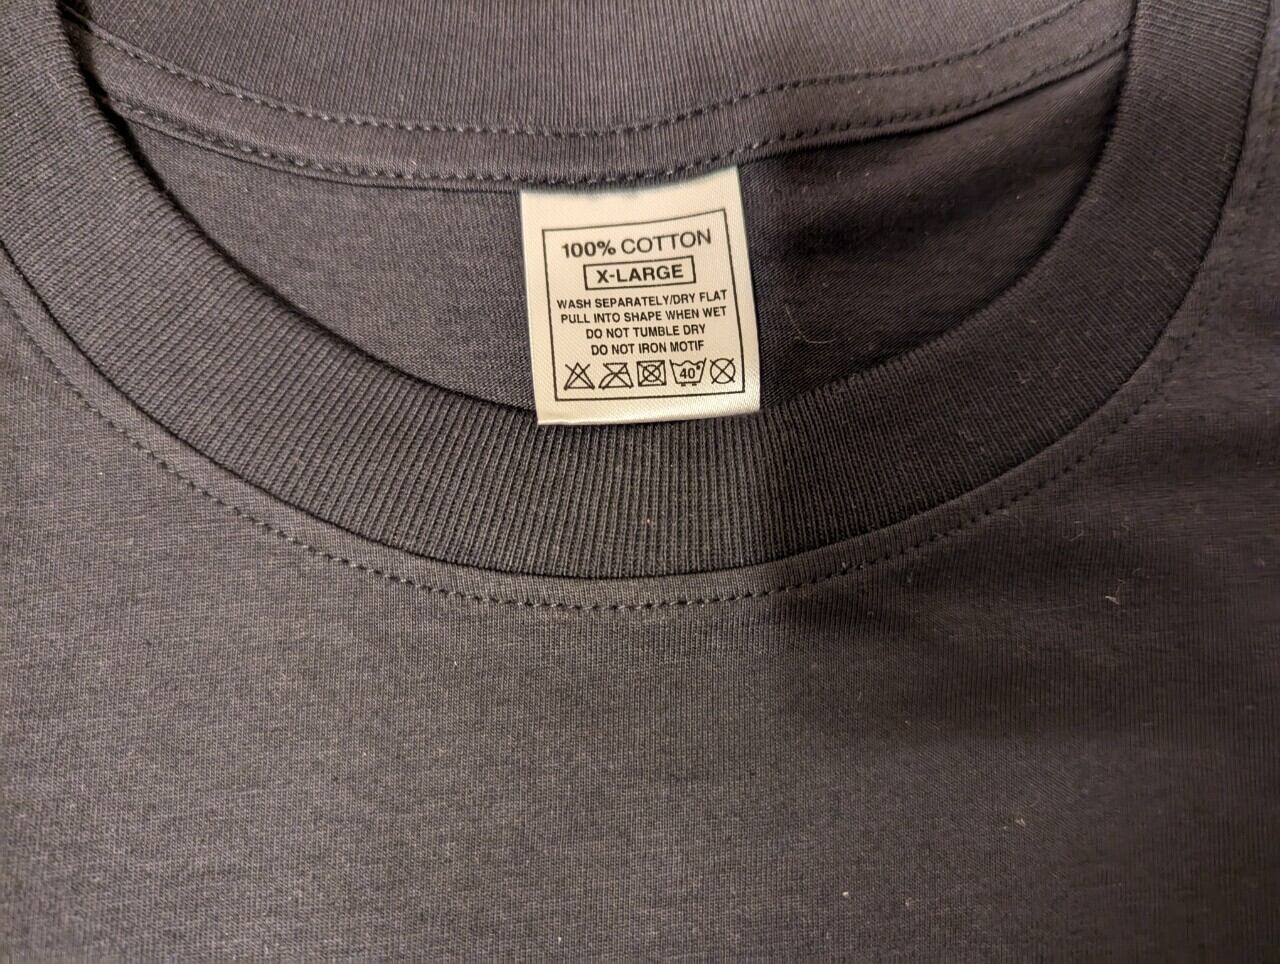 100% COTTON
X-LARGE
WASH SEPARATELY/DRY FLAT
PULL INTO SHAPE WHEN WET
DO NOT TUMBLE DRY
DO NOT IRON MOTIF
40°